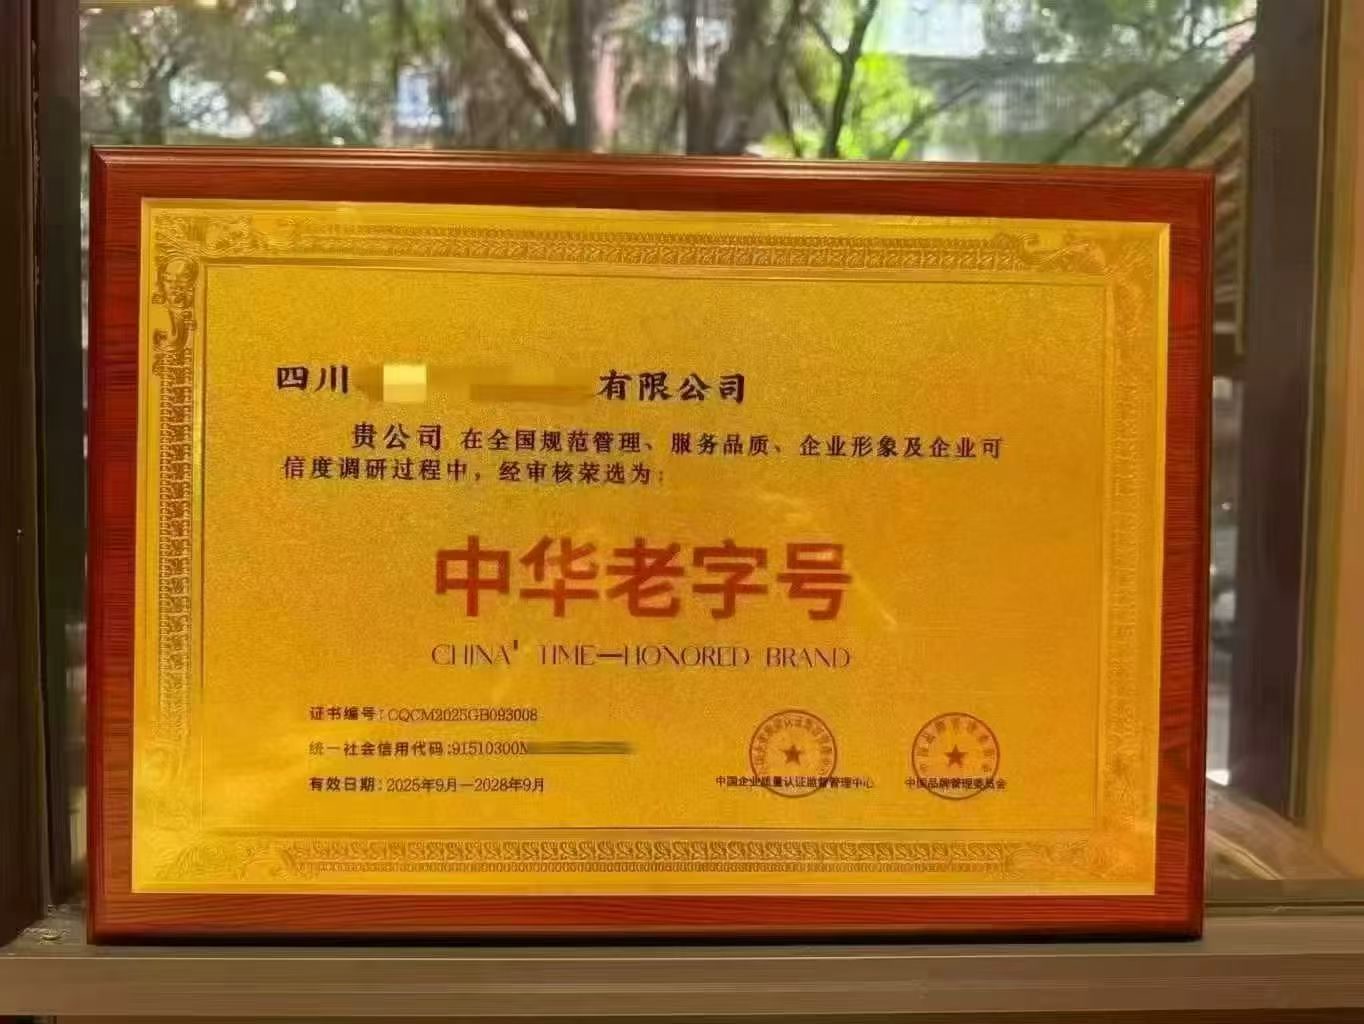 四川 有限公司
贵公司 在全国规范管理、服务品质、企业形象及企业可
信度调研过程中，经审核荣选为：
中华老字号
CHINA' TIME—HONORED BRAND
证书编号：CQCM2025GB093008
统一社会信用代码：91510300M
有效日期：2025年9月—2028年9月
中国企业质量认证监督管理中心
中国品牌管理委员会